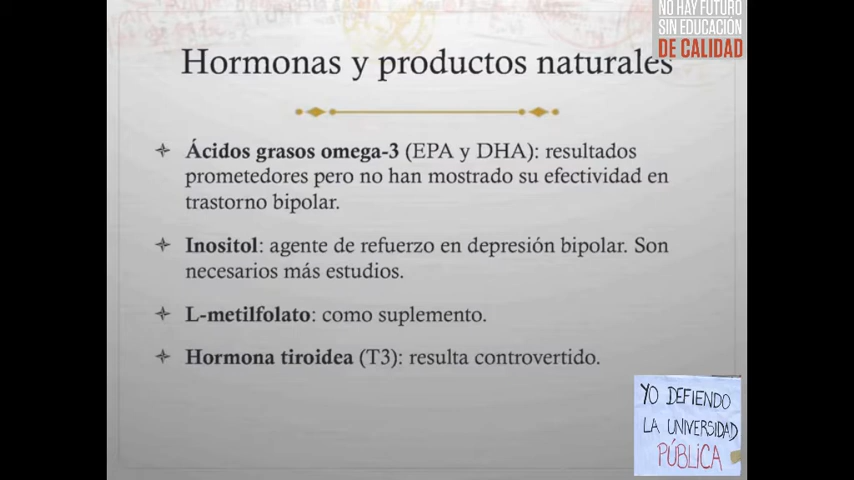 NO HAY FUTURO
SIN EDUCACIÓN
DE CALIDAD
Hormonas y productos naturales
Ácidos grasos omega-3 (EPA y DHA): resultados
prometedores pero no han mostrado su efectividad en
trastorno bipolar.
Inositol: agente de refuerzo en depresión bipolar. Son
necesarios más estudios.
L-metilfolato: como suplemento.
Hormona tiroidea (T3): resulta controvertido.
YO DEFIENDO
LA UNIVERSIDAD
PÚBLICA